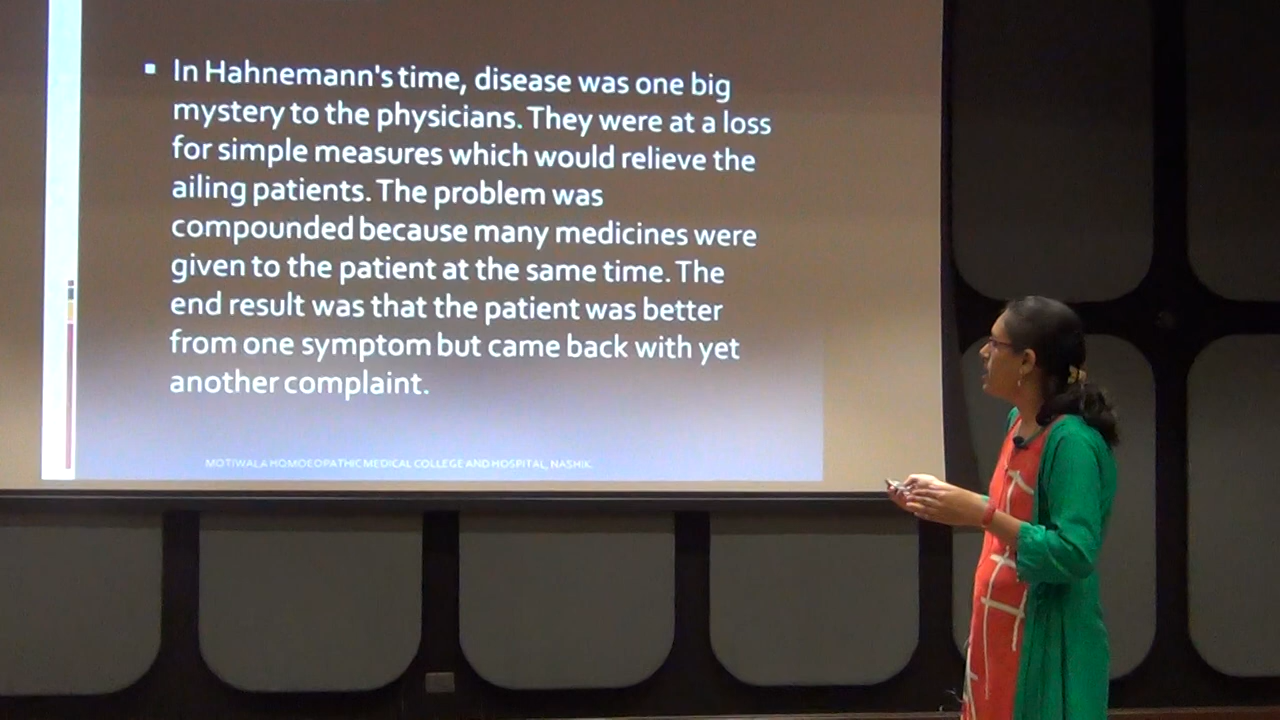 In Hahnemann's time, disease was one big
mystery to the physicians. They were at a loss
for simple measures which would relieve the
ailing patients. The problem was
compounded because many medicines were
given to the patient at the same time. The
end result was that the patient was better
from one symptom but came back with yet
another complaint.
MOTIWALA HOMOEOPATHIC MEDICAL COLLEGE AND HOSPITAL, NASHIK.